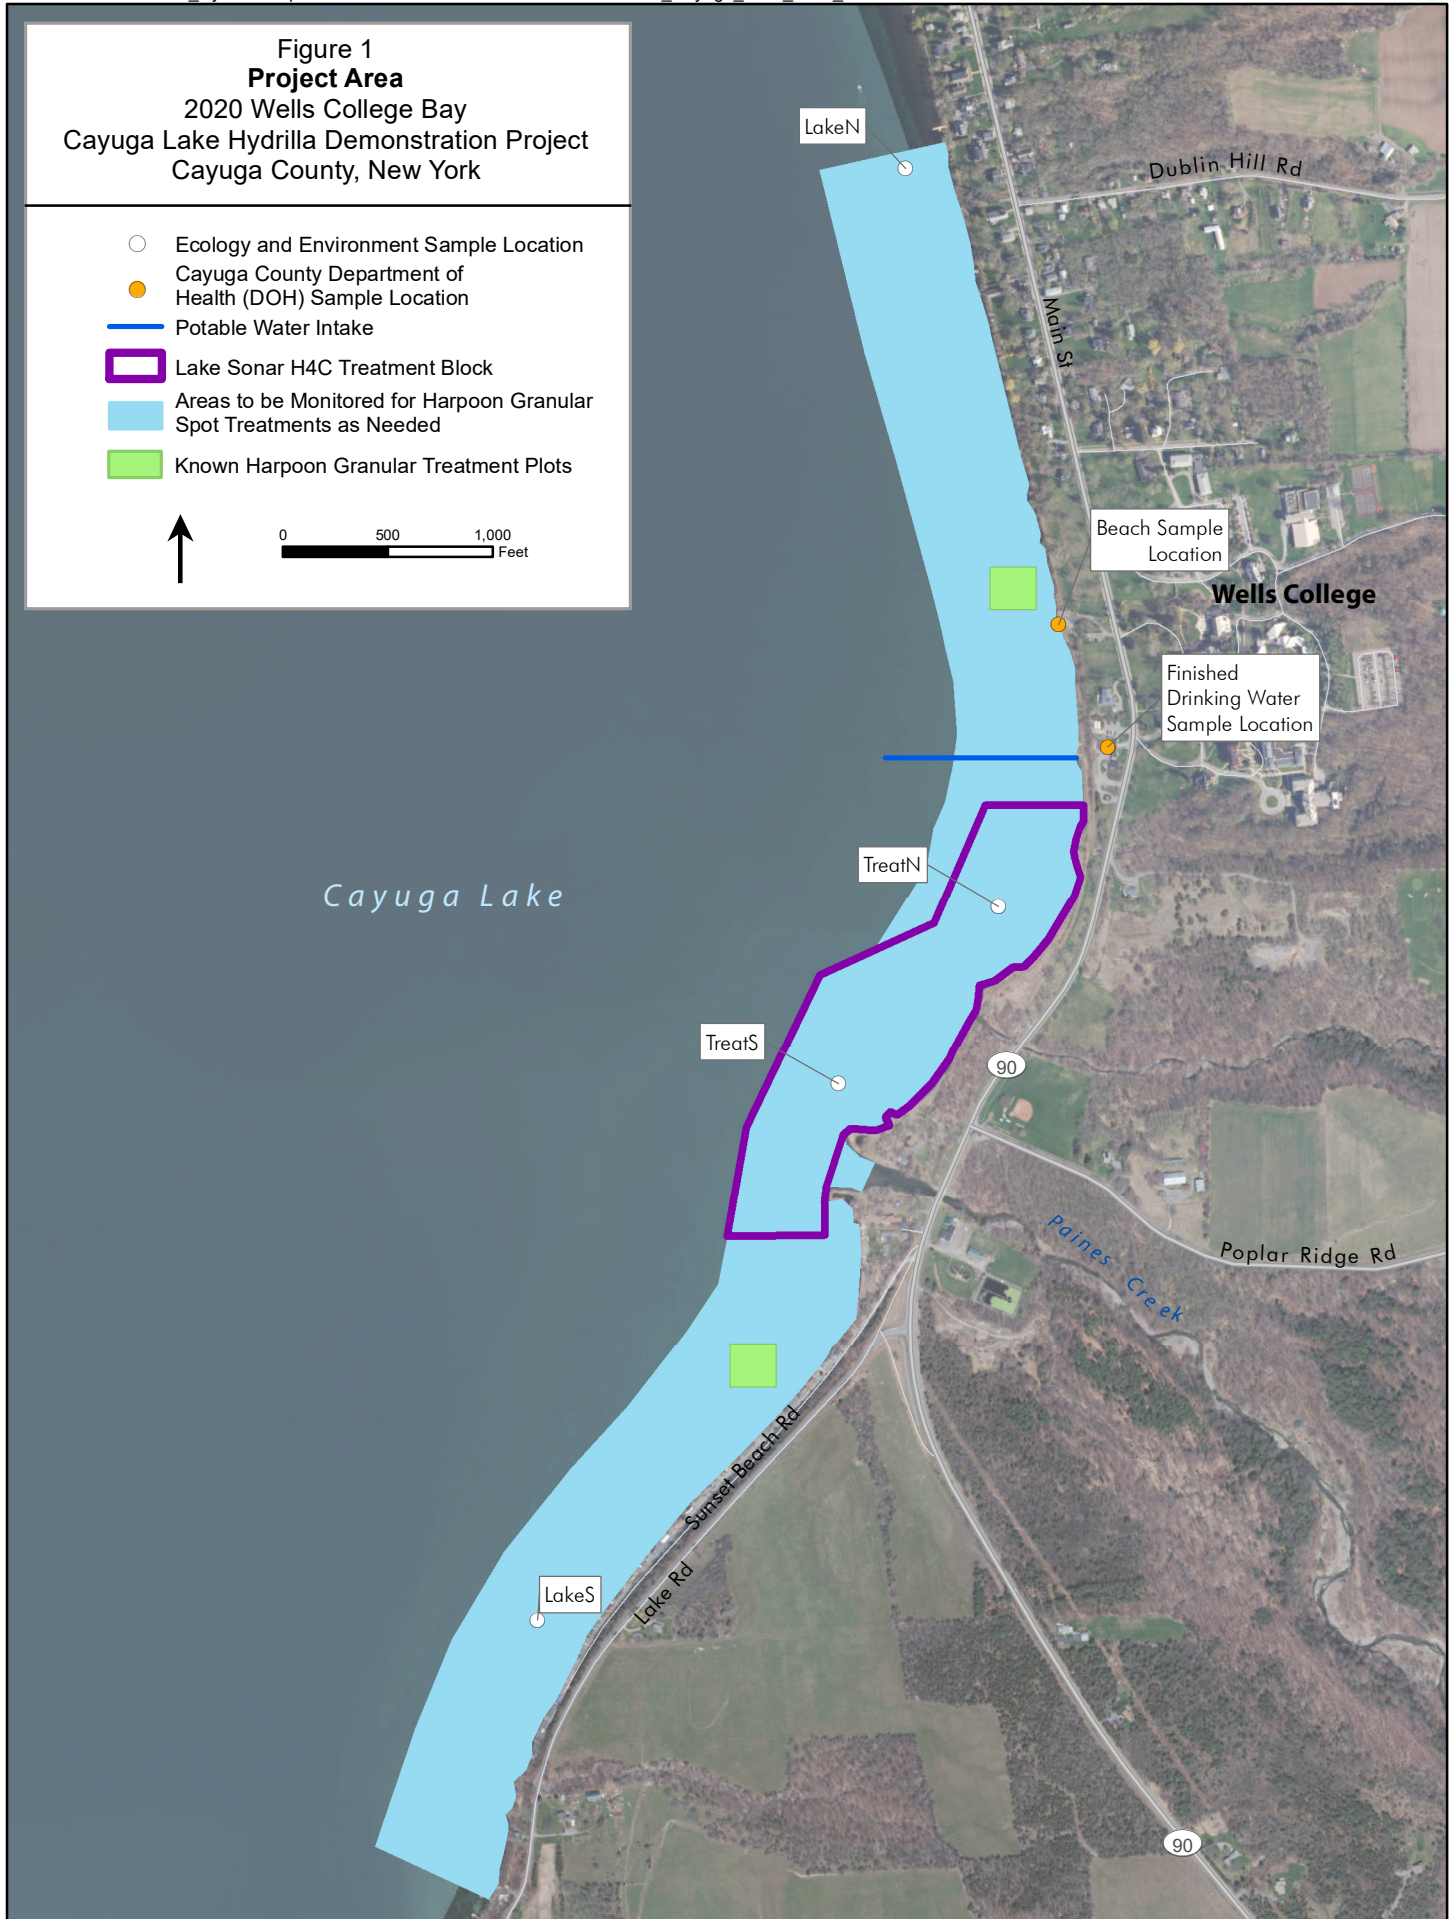 Figure 1
Project Area
2020 Wells College Bay
Cayuga Lake Hydrilla Demonstration Project
Cayuga County, New York
Ecology and Environment Sample Location
Cayuga County Department of
Health (DOH) Sample Location
Potable Water Intake
Lake Sonar H4C Treatment Block
Areas to be Monitored for Harpoon Granular
Spot Treatments as Needed
Known Harpoon Granular Treatment Plots
0 500 1,000
Feet
LakeN
Dublin Hill Rd
Main St
Beach Sample
Location
Wells College
Finished
Drinking Water
Sample Location
TreatN
Cayuga Lake
TreatS
90
Paines Creek
Poplar Ridge Rd
Sunset Beach Rd
LakeS
Lake Rd
90